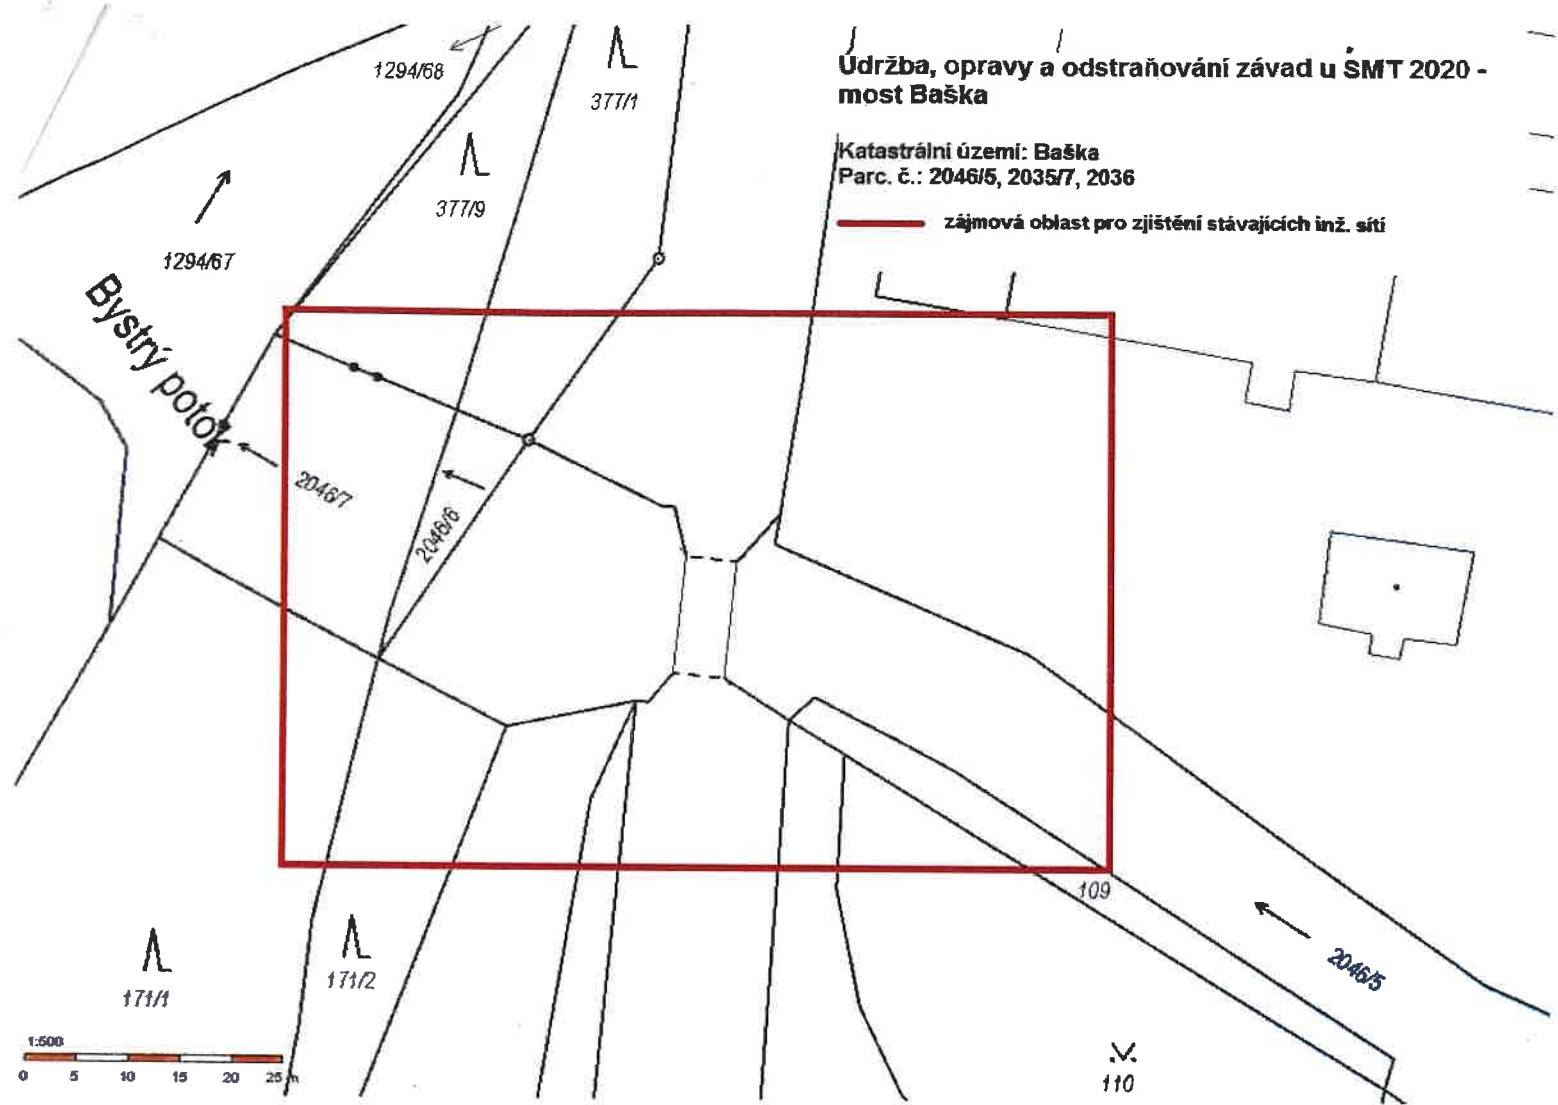 1294/68
377/1
Údržba, opravy a odstraňování závad u ŠMT 2020 -
most Baška
Katastrální území: Baška
Parc. č.: 2046/5, 2035/7, 2036
zájmová oblast pro zjištění stávajících inž. sítí
377/9
1294/67
Bystrý potok
2046/7
2046/6
109
2046/5
171/1
171/2
110
1:500
0 5 10 15 20 25 m